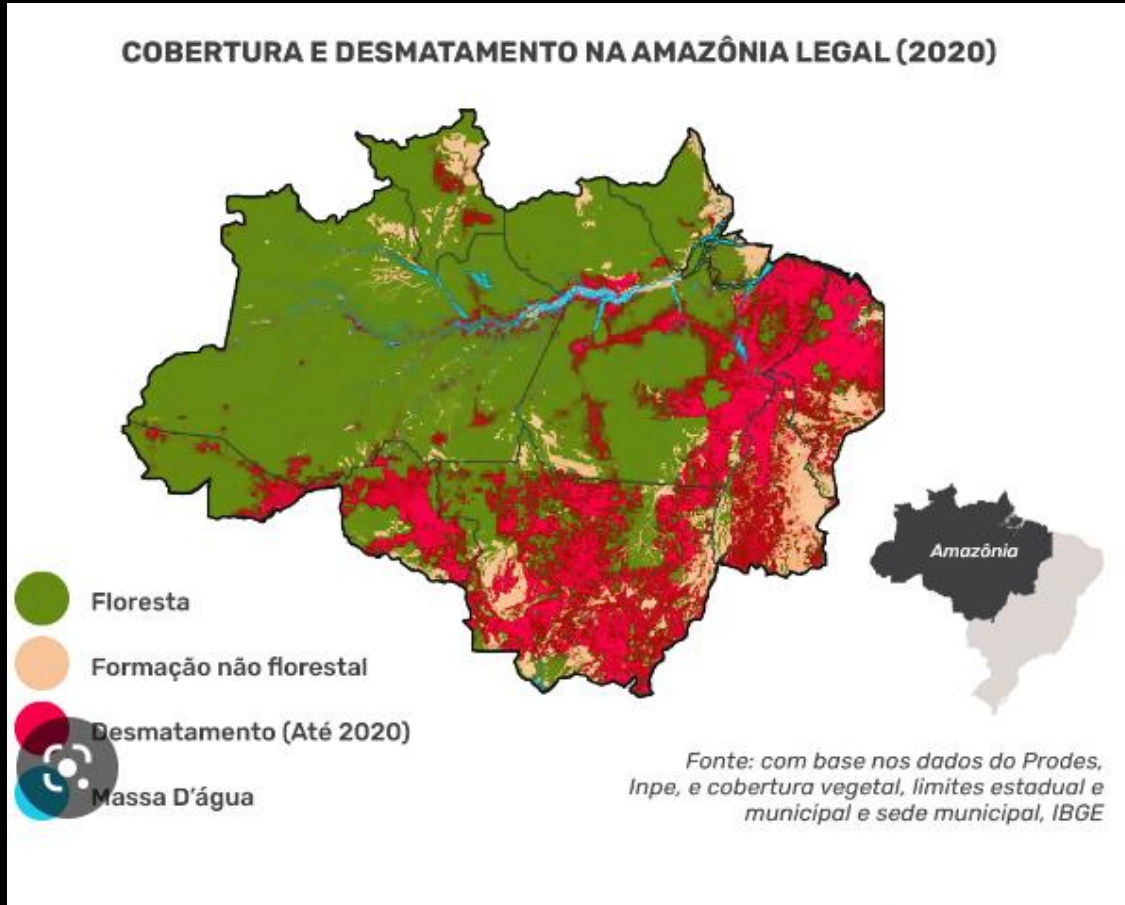 COBERTURA E DESMATAMENTO NA AMAZÔNIA LEGAL (2020)
Amazônia
Floresta
Formação não florestal
Desmatamento (Até 2020)
Massa D'água
Fonte: com base nos dados do Prodes,
Inpe, e cobertura vegetal, limites estadual e
municipal e sede municipal, IBGE